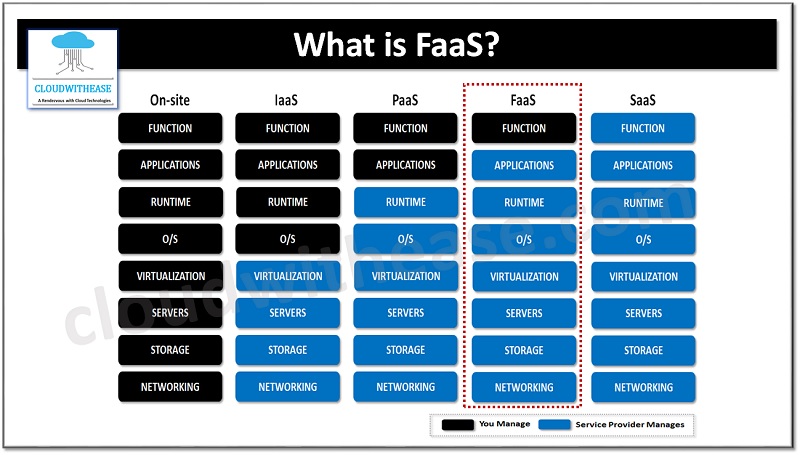 What is FaaS?
CLOUDWITHEASE
A Rendezvous with Cloud Technologies
On-site IaaS PaaS FaaS SaaS
FUNCTION FUNCTION FUNCTION FUNCTION FUNCTION
APPLICATIONS APPLICATIONS APPLICATIONS APPLICATIONS APPLICATIONS
RUNTIME RUNTIME RUNTIME RUNTIME RUNTIME
O/S O/S O/S O/S O/S
VIRTUALIZATION VIRTUALIZATION VIRTUALIZATION VIRTUALIZATION VIRTUALIZATION
SERVERS SERVERS SERVERS SERVERS SERVERS
STORAGE STORAGE STORAGE STORAGE STORAGE
NETWORKING NETWORKING NETWORKING NETWORKING NETWORKING
You Manage Service Provider Manages
cloudwithease.com